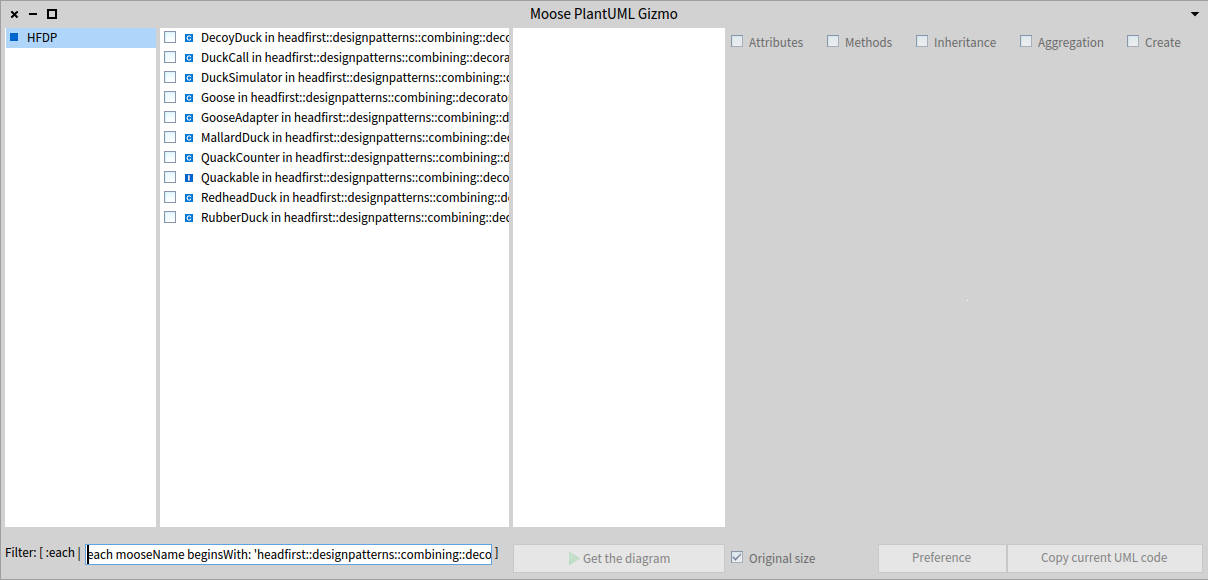 Moose PlantUML Gizmo
HFDP
DecoyDuck in headfirst::designpatterns::combining::deco
DuckCall in headfirst::designpatterns::combining::decora
DuckSimulator in headfirst::designpatterns::combining::
Goose in headfirst::designpatterns::combining::decorato
GooseAdapter in headfirst::designpatterns::combining::d
MallardDuck in headfirst::designpatterns::combining::de
QuackCounter in headfirst::designpatterns::combining::d
Quackable in headfirst::designpatterns::combining::deco
RedheadDuck in headfirst::designpatterns::combining::d
RubberDuck in headfirst::designpatterns::combining::dec
Attributes Methods Inheritance Aggregation Create
Filter: [ :each | each mooseName beginsWith: 'headfirst::designpatterns::combining::deco ]
Get the diagram
Original size
Preference
Copy current UML code